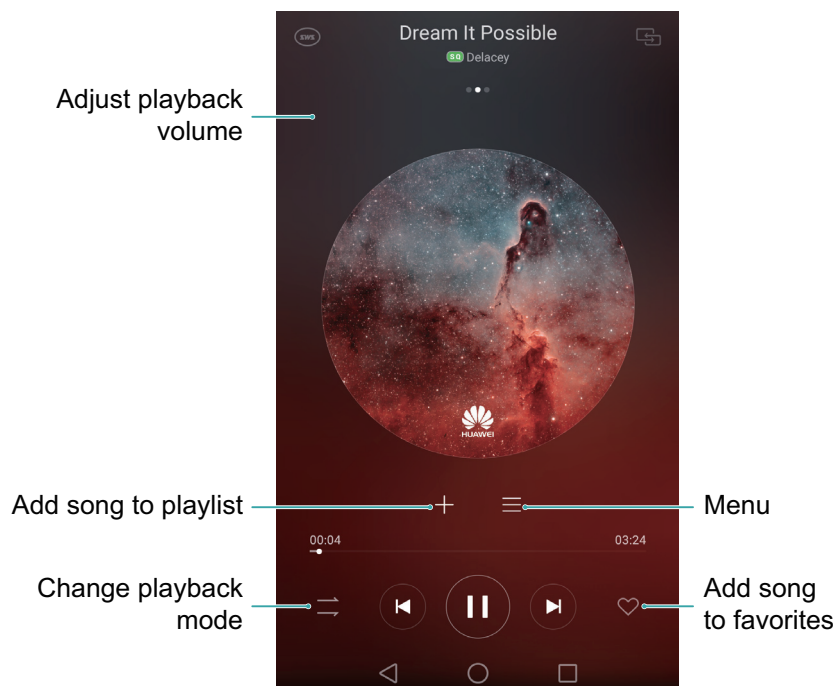 SWS
Dream It Possible
SQ Delacey
Adjust playback
volume
HUAWEI
Add song to playlist
Menu
00:04
03:24
Change playback
mode
Add song
to favorites